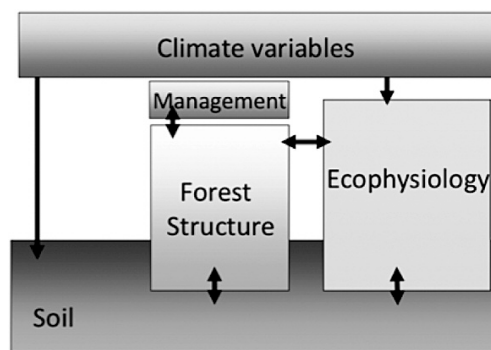 Climate variables
Management
Forest
Structure
Ecophysiology
Soil